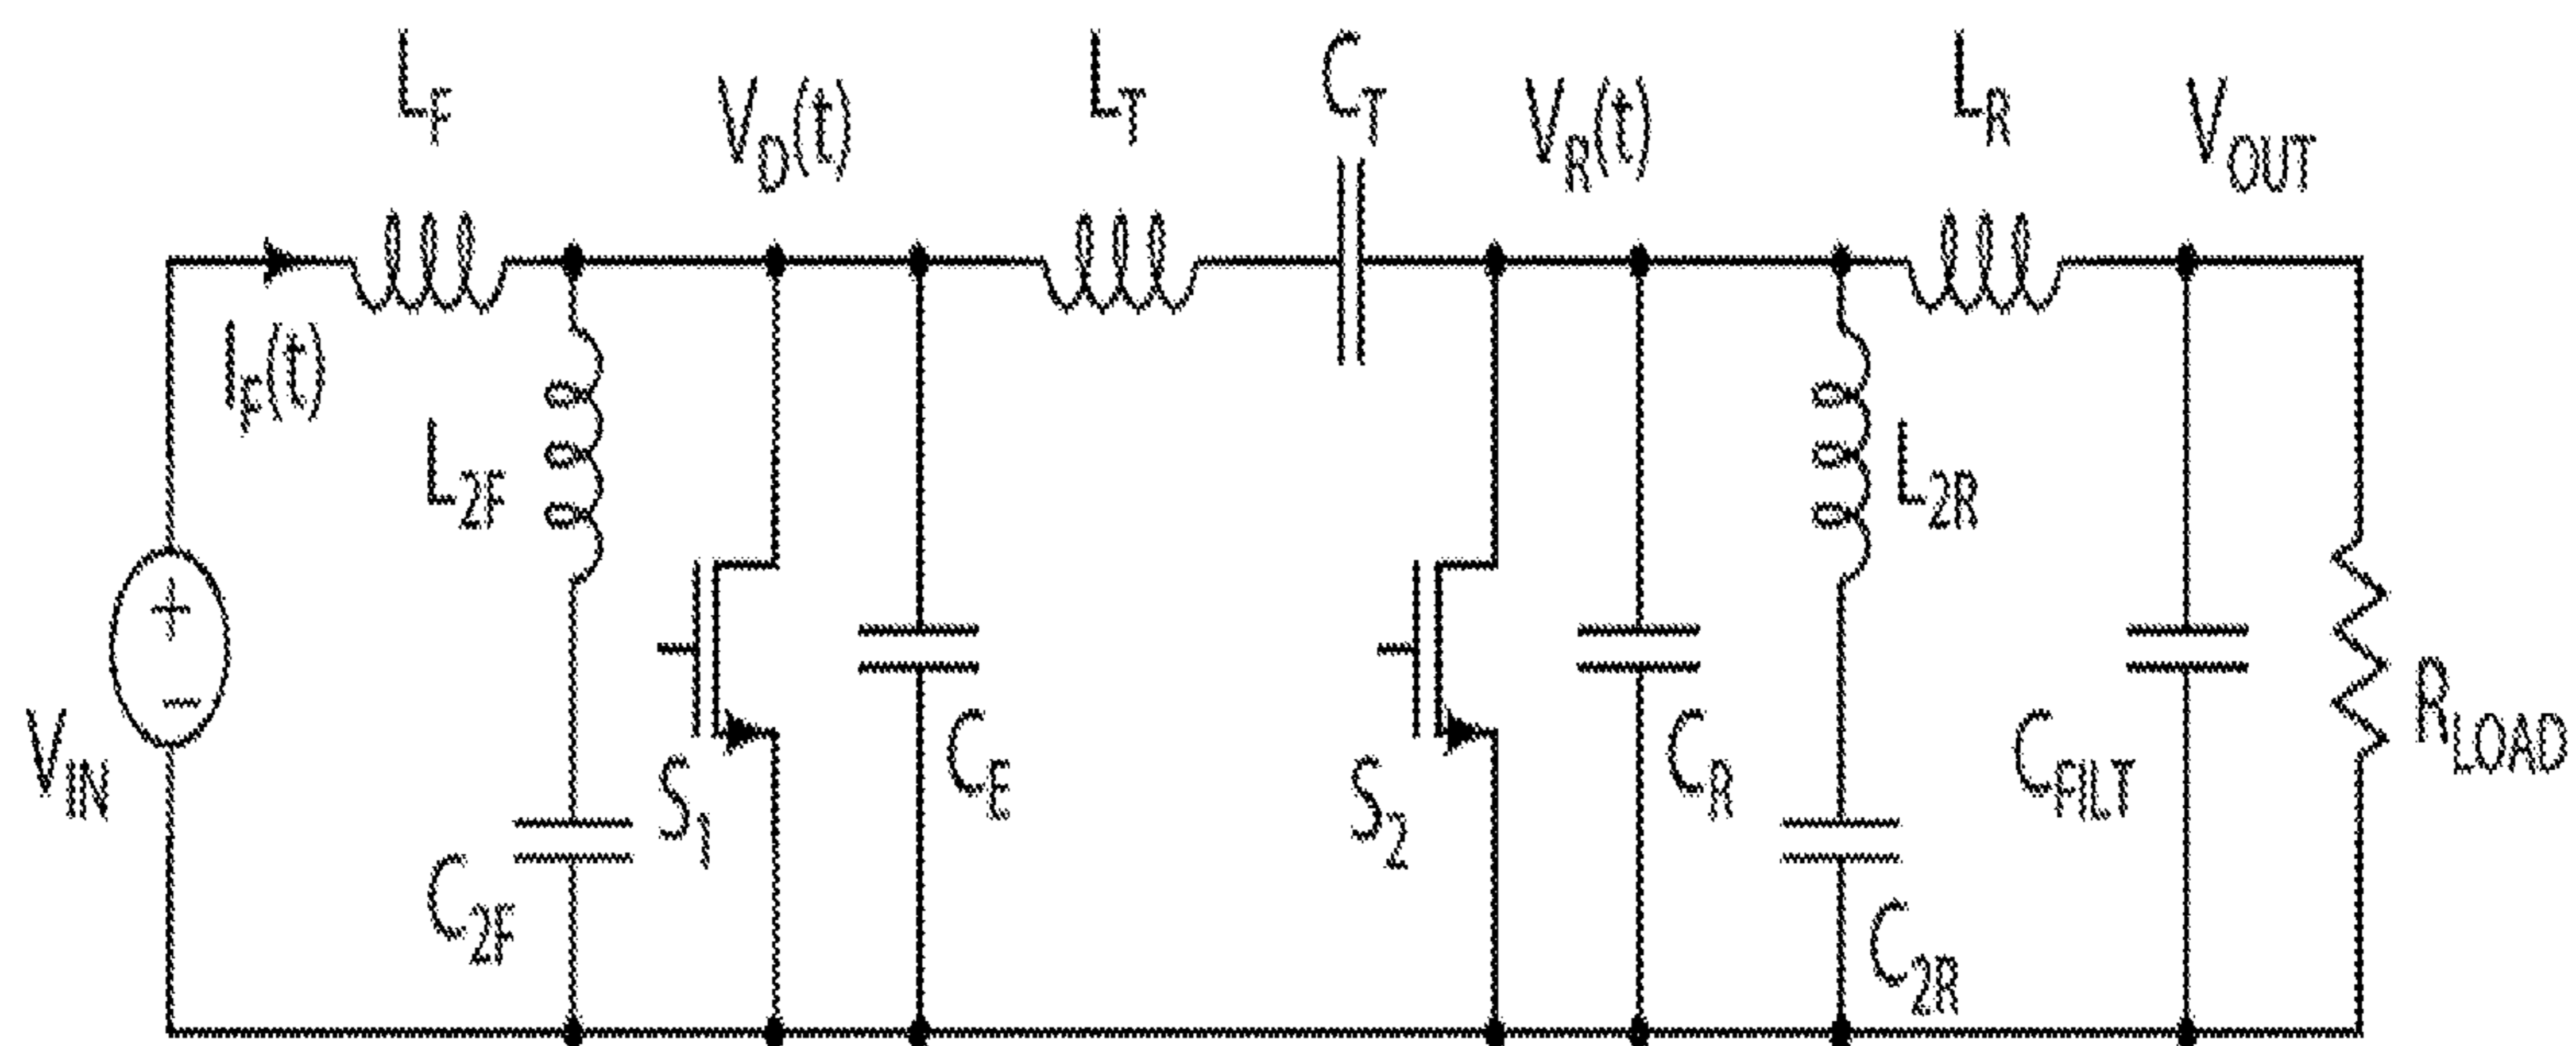 L_F
V_D(t)
L_T
C_T
V_R(t)
L_R
V_OUT
I_F(t)
L_2F
L_2R
+
−
V_IN
C_2F
S_1
C_E
S_2
C_R
C_2R
C_FILT
R_LOAD